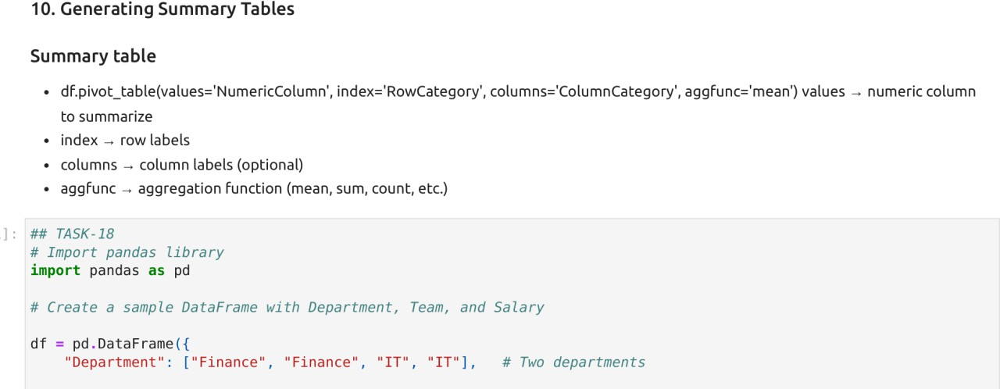 10. Generating Summary Tables
Summary table
• df.pivot_table(values='NumericColumn', index='RowCategory', columns='ColumnCategory', aggfunc='mean') values → numeric column
to summarize
• index → row labels
• columns → column labels (optional)
• aggfunc → aggregation function (mean, sum, count, etc.)
]: ## TASK-18
# Import pandas library
import pandas as pd
# Create a sample DataFrame with Department, Team, and Salary
df = pd.DataFrame({
"Department": ["Finance", "Finance", "IT", "IT"],   # Two departments